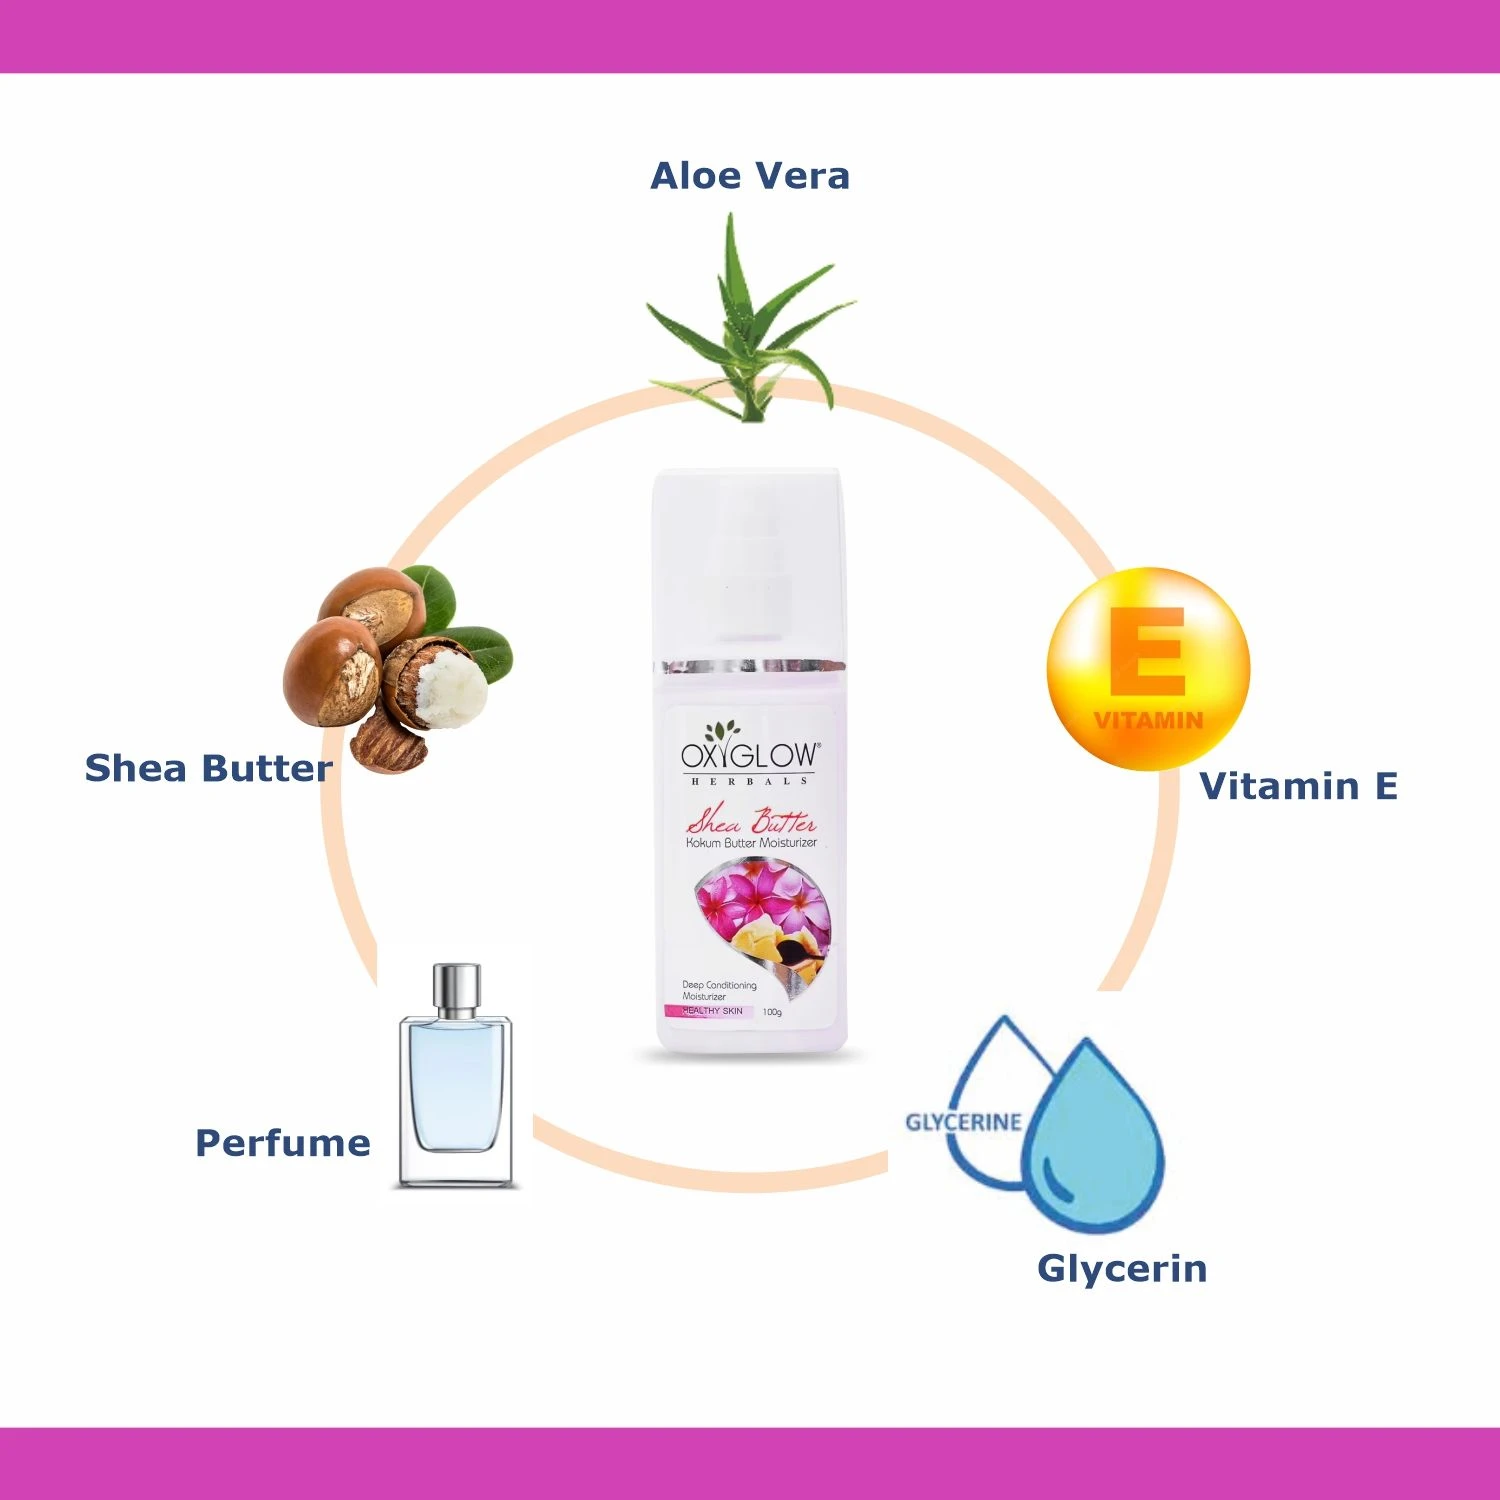 Aloe Vera
OXYGLOW®
HERBALS
Shea Butter
Kokum Butter Moisturizer
Deep Conditioning
Moisturizer
HEALTHY SKIN 100g
Shea Butter
E
VITAMIN
Vitamin E
Perfume
GLYCERINE
Glycerin